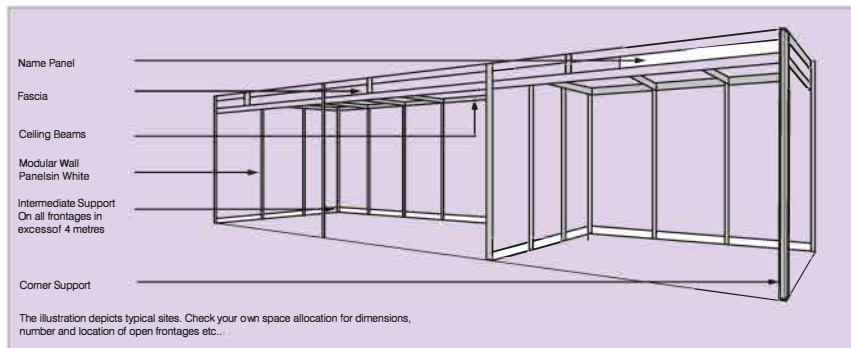 Name Panel
Fascia
Ceiling Beams
Modular Wall
Panelsin White
Intermediate Support
On all frontages in
excessof 4 metres
Corner Support
The illustration depicts typical sites. Check your own space allocation for dimensions,
number and location of open frontages etc...